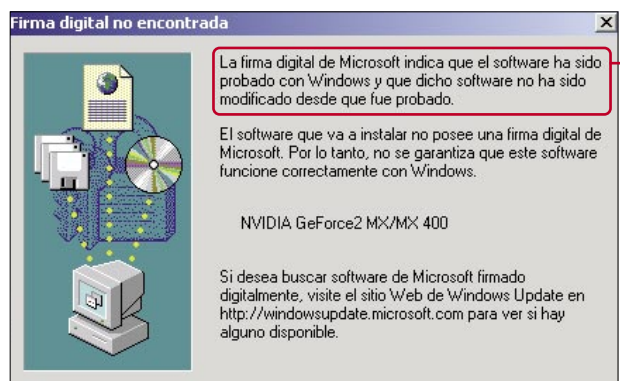 Firma digital no encontrada
La firma digital de Microsoft indica que el software ha sido
probado con Windows y que dicho software no ha sido
modificado desde que fue probado.
El software que va a instalar no posee una firma digital de
Microsoft. Por lo tanto, no se garantiza que este software
funcione correctamente con Windows.
NVIDIA GeForce2 MX/MX 400
Si desea buscar software de Microsoft firmado
digitalmente, visite el sitio Web de Windows Update en
http://windowsupdate.microsoft.com para ver si hay
alguno disponible.